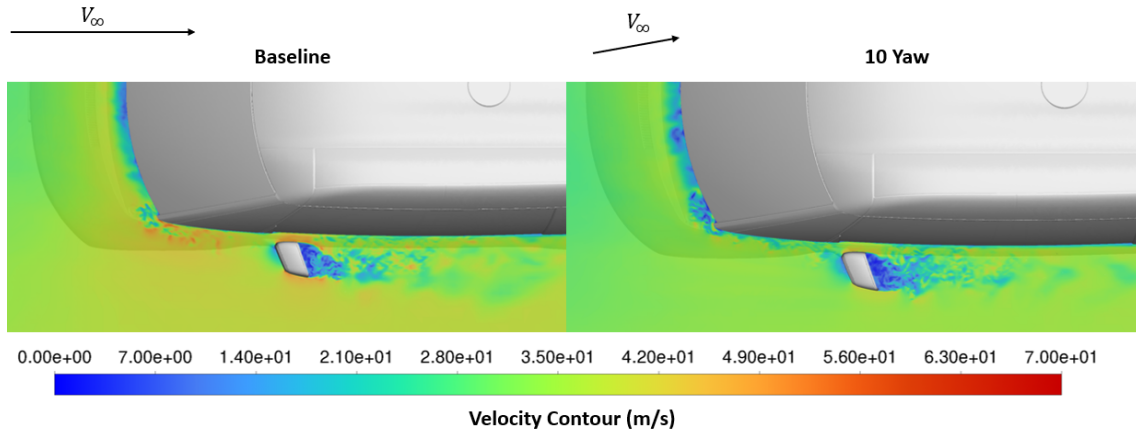 V∞
V∞
Baseline
10 Yaw
0.00e+00 7.00e+00 1.40e+01 2.10e+01 2.80e+01 3.50e+01 4.20e+01 4.90e+01 5.60e+01 6.30e+01 7.00e+01
Velocity Contour (m/s)